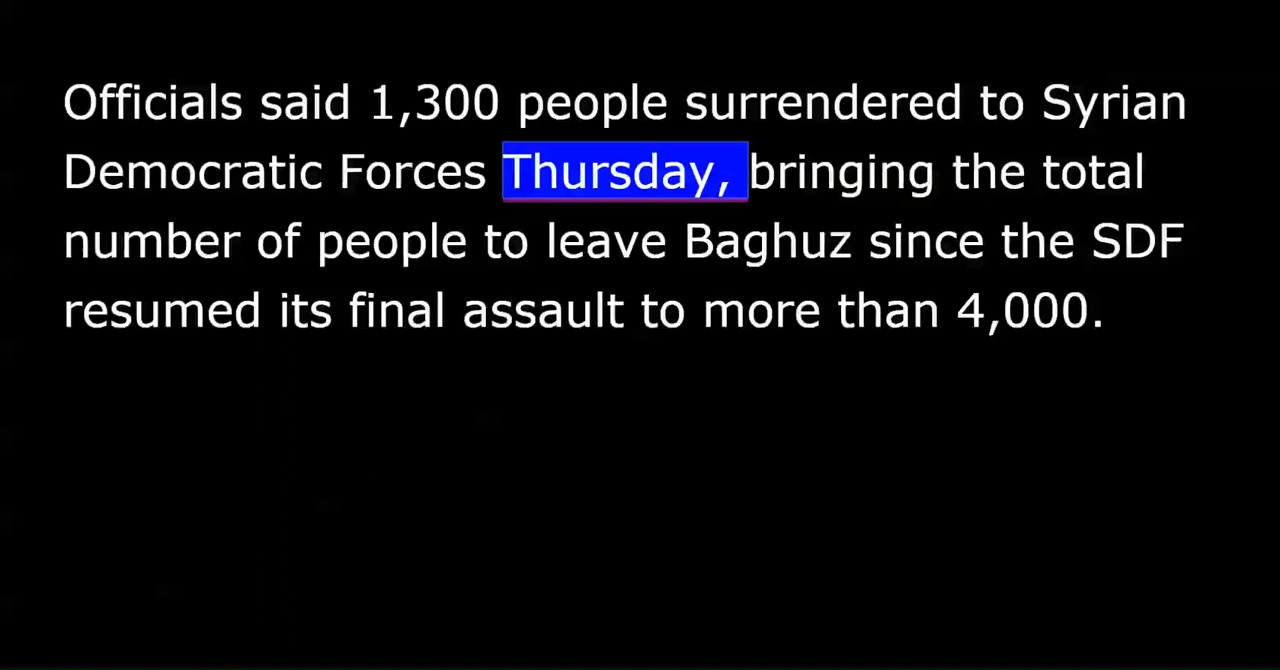 Officials said 1,300 people surrendered to Syrian
Democratic Forces Thursday, bringing the total
number of people to leave Baghuz since the SDF
resumed its final assault to more than 4,000.